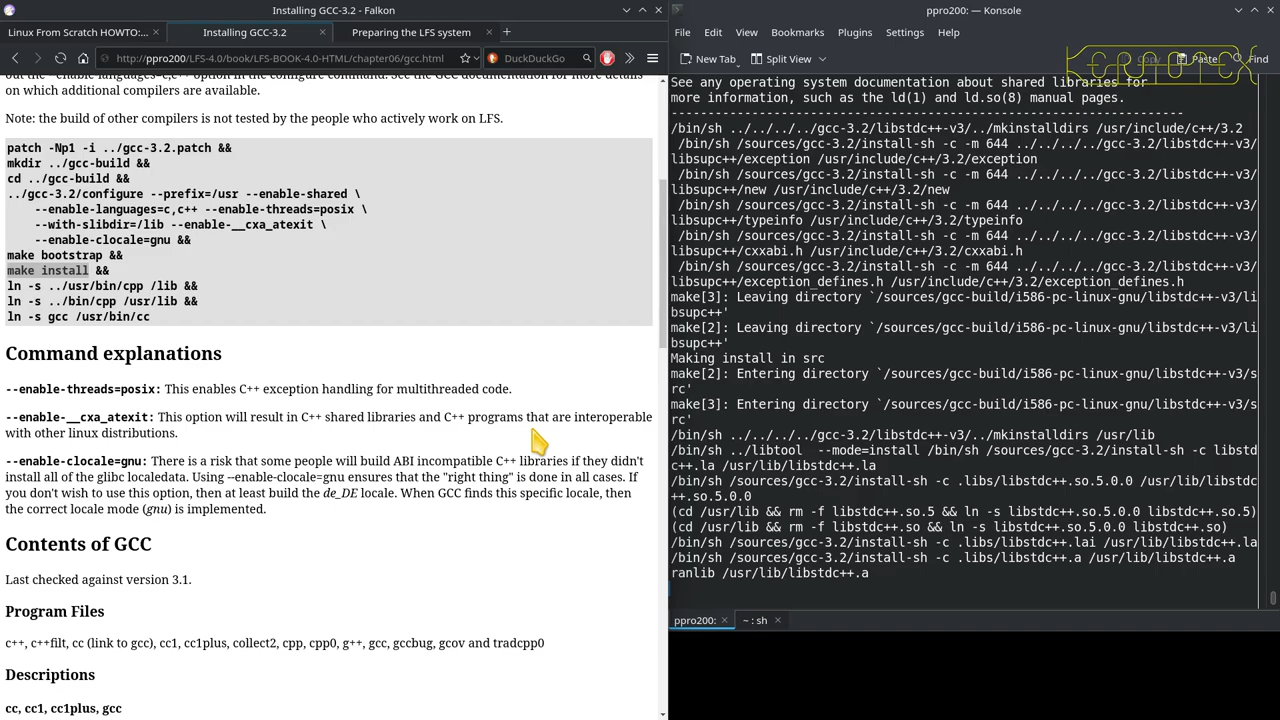 Installing GCC-3.2 - Falkon
Linux From Scratch HOWTO:...
Installing GCC-3.2
Preparing the LFS system
http://ppro200/LFS-4.0/book/LFS-BOOK-4.0-HTML/chapter06/gcc.html
DuckDuckGo
on which additional compilers are available.
Note: the build of other compilers is not tested by the people who actively work on LFS.
patch -Np1 -i ../gcc-3.2.patch &&
mkdir ../gcc-build &&
cd ../gcc-build &&
../gcc-3.2/configure --prefix=/usr --enable-shared \
--enable-languages=c,c++ --enable-threads=posix \
--with-slibdir=/lib --enable-__cxa_atexit \
--enable-clocale=gnu &&
make bootstrap &&
make install &&
ln -s ../usr/bin/cpp /lib &&
ln -s ../bin/cpp /usr/lib &&
ln -s gcc /usr/bin/cc
Command explanations
--enable-threads=posix: This enables C++ exception handling for multithreaded code.
--enable-__cxa_atexit: This option will result in C++ shared libraries and C++ programs that are interoperable
with other linux distributions.
--enable-clocale=gnu: There is a risk that some people will build ABI incompatible C++ libraries if they didn't
install all of the glibc localedata. Using --enable-clocale=gnu ensures that the "right thing" is done in all cases. If
you don't wish to use this option, then at least build the de_DE locale. When GCC finds this specific locale, then
the correct locale mode (gnu) is implemented.
Contents of GCC
Last checked against version 3.1.
Program Files
c++, c++filt, cc (link to gcc), cc1, cc1plus, collect2, cpp, cpp0, g++, gcc, gccbug, gcov and tradcpp0
Descriptions
cc, cc1, cc1plus, gcc
ppro200: — Konsole
File Edit View Bookmarks Plugins Settings Help
New Tab Split View Copy Paste Find
See any operating system documentation about shared libraries for
more information, such as the ld(1) and ld.so(8) manual pages.
----------------------------------------------------------------------
/bin/sh ../../../../gcc-3.2/libstdc++-v3/../mkinstalldirs /usr/include/c++/3.2
/bin/sh ../../../../gcc-3.2/install-sh -c -m 644 ../../../../gcc-3.2/libstdc++-v3/
libsupc++/exception /usr/include/c++/3.2/exception
/bin/sh ../../../../gcc-3.2/install-sh -c -m 644 ../../../../gcc-3.2/libstdc++-v3/
libsupc++/new /usr/include/c++/3.2/new
/bin/sh ../../../../gcc-3.2/install-sh -c -m 644 ../../../../gcc-3.2/libstdc++-v3/
libsupc++/typeinfo /usr/include/c++/3.2/typeinfo
/bin/sh ../../../../gcc-3.2/install-sh -c -m 644 ../../../../gcc-3.2/libstdc++-v3/
libsupc++/cxxabi.h /usr/include/c++/3.2/cxxabi.h
/bin/sh ../../../../gcc-3.2/install-sh -c -m 644 ../../../../gcc-3.2/libstdc++-v3/
libsupc++/exception_defines.h /usr/include/c++/3.2/exception_defines.h
make[3]: Leaving directory `/sources/gcc-build/i586-pc-linux-gnu/libstdc++-v3/li
bsupc++'
make[2]: Leaving directory `/sources/gcc-build/i586-pc-linux-gnu/libstdc++-v3/li
bsupc++'
Making install in src
make[2]: Entering directory `/sources/gcc-build/i586-pc-linux-gnu/libstdc++-v3/s
rc'
make[3]: Entering directory `/sources/gcc-build/i586-pc-linux-gnu/libstdc++-v3/s
rc'
/bin/sh ../../../../gcc-3.2/mkinstalldirs /usr/lib
/bin/sh ../libtool  --mode=install /bin/sh /sources/gcc-3.2/install-sh -c libstd
c++.la /usr/lib/libstdc++.la
/bin/sh /sources/gcc-3.2/install-sh -c .libs/libstdc++.so.5.0.0 /usr/lib/libstdc
++.so.5.0.0
(cd /usr/lib && rm -f libstdc++.so.5 && ln -s libstdc++.so.5.0.0 libstdc++.so.5)
(cd /usr/lib && rm -f libstdc++.so && ln -s libstdc++.so.5.0.0 libstdc++.so)
/bin/sh /sources/gcc-3.2/install-sh -c .libs/libstdc++.lai /usr/lib/libstdc++.la
/bin/sh /sources/gcc-3.2/install-sh -c .libs/libstdc++.a /usr/lib/libstdc++.a
ranlib /usr/lib/libstdc++.a
ppro200:
~ : sh